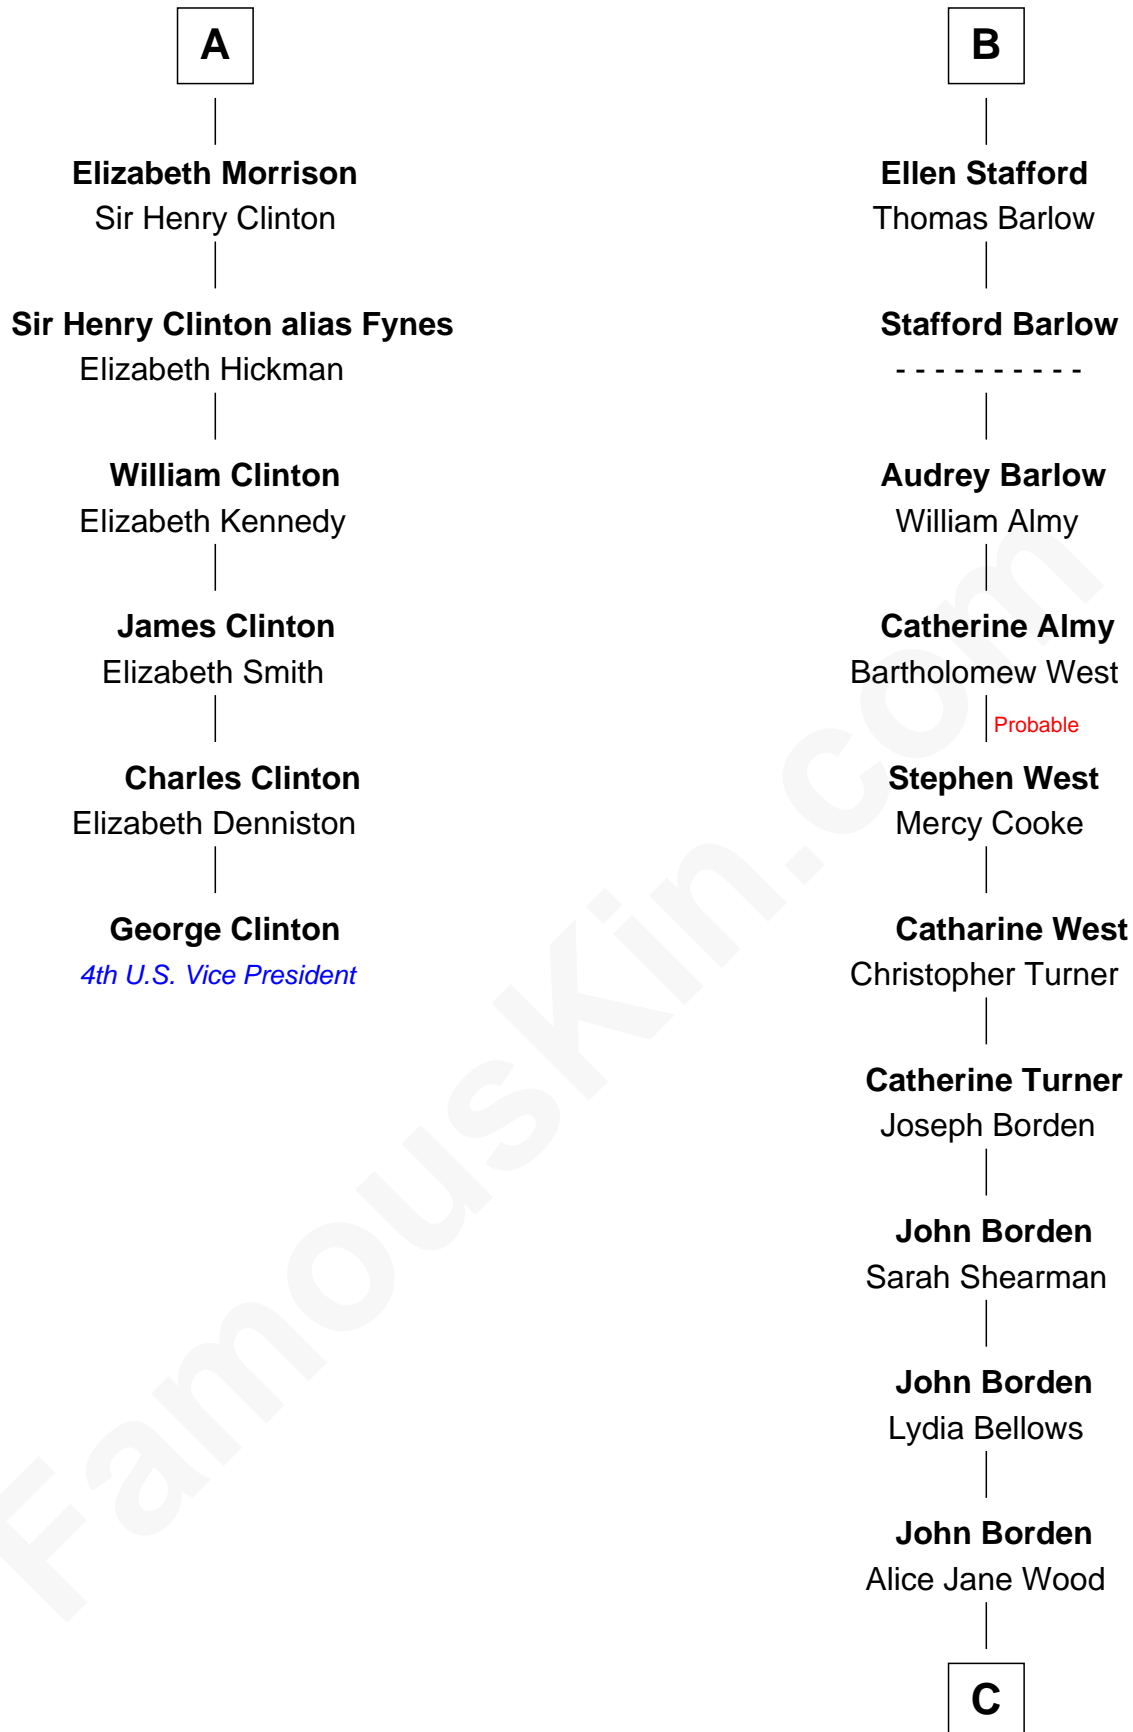 A
Elizabeth Morrison
Sir Henry Clinton
Sir Henry Clinton alias Fynes
Elizabeth Hickman
William Clinton
Elizabeth Kennedy
James Clinton
Elizabeth Smith
Charles Clinton
Elizabeth Denniston
George Clinton
4th U.S. Vice President
B
Ellen Stafford
Thomas Barlow
Stafford Barlow
- - - - - - - - - -
Audrey Barlow
William Almy
Catherine Almy
Bartholomew West
Probable
Stephen West
Mercy Cooke
Catharine West
Christopher Turner
Catherine Turner
Joseph Borden
John Borden
Sarah Shearman
John Borden
Lydia Bellows
John Borden
Alice Jane Wood
C
FamousKin.com